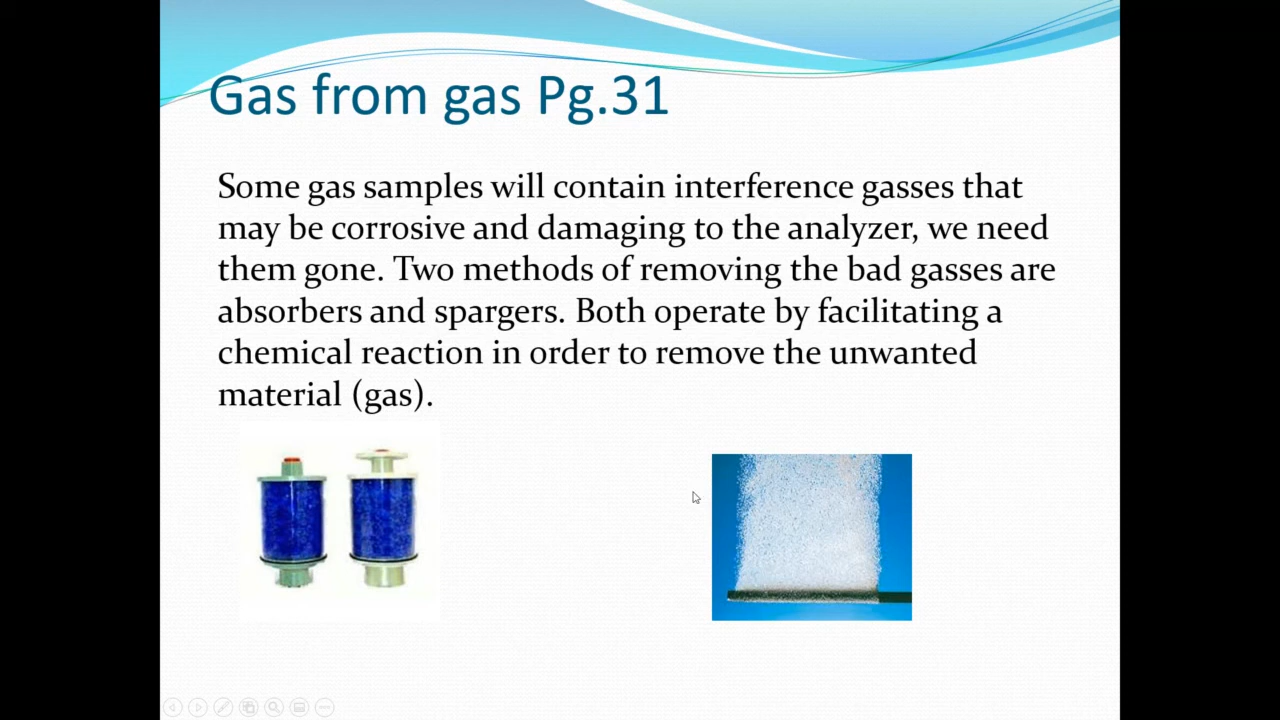 Gas from gas Pg.31
Some gas samples will contain interference gasses that
may be corrosive and damaging to the analyzer, we need
them gone. Two methods of removing the bad gasses are
absorbers and spargers. Both operate by facilitating a
chemical reaction in order to remove the unwanted
material (gas).